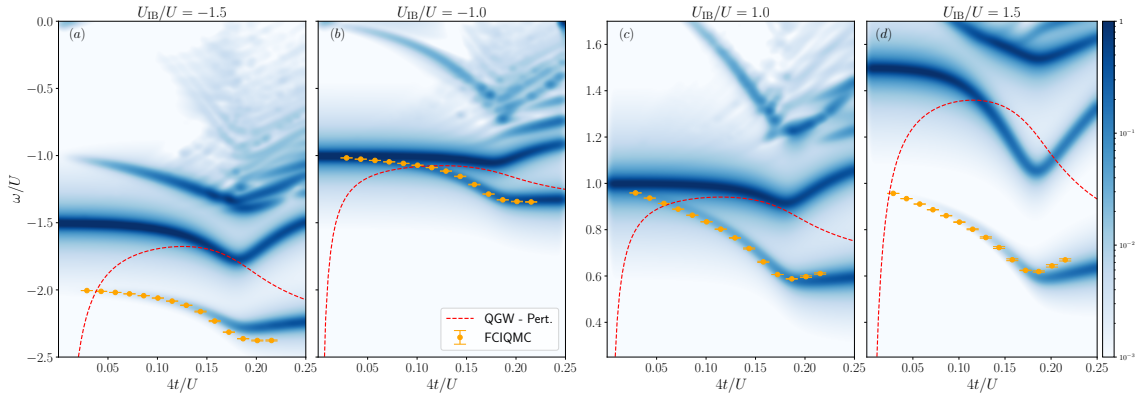 U_IB/U = −1.5
U_IB/U = −1.0
U_IB/U = 1.0
U_IB/U = 1.5
(a)
(b)
(c)
(d)
ω/U
0.0
−0.5
−1.0
−1.5
−2.0
−2.5
1.6
1.4
1.2
1.0
0.8
0.6
0.4
QGW - Pert.
FCIQMC
0.05 0.10 0.15 0.20
0.05 0.10 0.15 0.20 0.25
0.05 0.10 0.15 0.20
0.05 0.10 0.15 0.20 0.25
4t/U
4t/U
4t/U
4t/U
1
10⁻¹
10⁻²
10⁻³